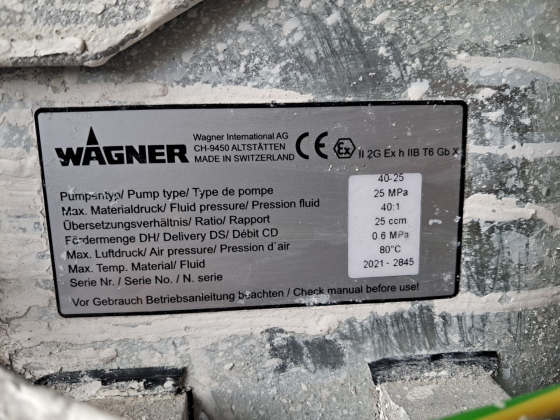 WAGNER
Wagner International AG
CH-9450 ALTSTÄTTEN
MADE IN SWITZERLAND
CE Ex II 2G Ex h IIB T6 Gb X
Pumpentyp/ Pump type/ Type de pompe 40-25
Max. Materialdruck/ Fluid pressure/ Pression fluid 25 MPa
Übersetzungsverhältnis/ Ratio/ Rapport 40:1
Fördermenge DH/ Delivery DS/ Débit CD 25 ccm
Max. Luftdruck/ Air pressure/ Pression d`air 0.6 MPa
Max. Temp. Material/ Fluid 80°C
Serie Nr./ Serie No./ N. serie 2021 - 2845
Vor Gebrauch Betriebsanleitung beachten / Check manual before use!